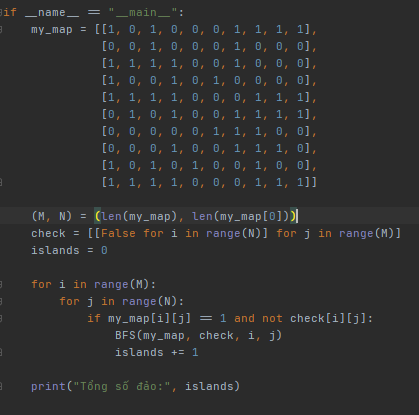 if __name__ == "__main__":
    my_map = [[1, 0, 1, 0, 0, 0, 1, 1, 1, 1],
              [0, 0, 1, 0, 0, 0, 1, 0, 0, 0],
              [1, 1, 1, 1, 0, 0, 1, 0, 1, 0],
              [1, 0, 0, 1, 0, 1, 0, 0, 0, 0],
              [1, 1, 1, 1, 0, 0, 0, 1, 1, 1],
              [0, 1, 0, 1, 0, 0, 1, 1, 1, 1],
              [0, 0, 0, 0, 0, 1, 1, 1, 0, 0],
              [0, 0, 0, 1, 0, 0, 1, 1, 1, 0],
              [1, 0, 1, 0, 1, 0, 0, 1, 0, 0],
              [1, 1, 1, 1, 0, 0, 0, 1, 1, 1]]
    (M, N) = (len(my_map), len(my_map[0]))
    check = [[False for i in range(N)] for j in range(M)]
    islands = 0
    for i in range(M):
        for j in range(N):
            if my_map[i][j] == 1 and not check[i][j]:
                BFS(my_map, check, i, j)
                islands += 1
    print("Tổng số đảo:", islands)